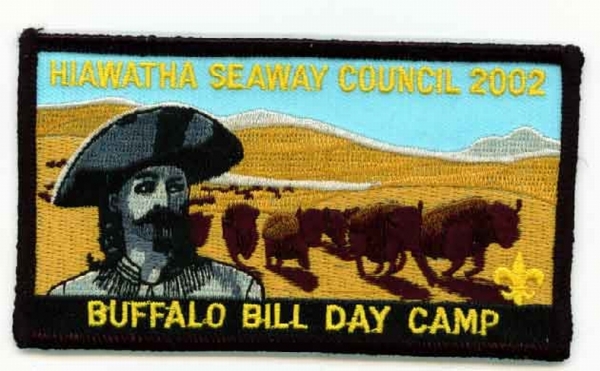 HIAWATHA SEAWAY COUNCIL 2002
BUFFALO BILL DAY CAMP